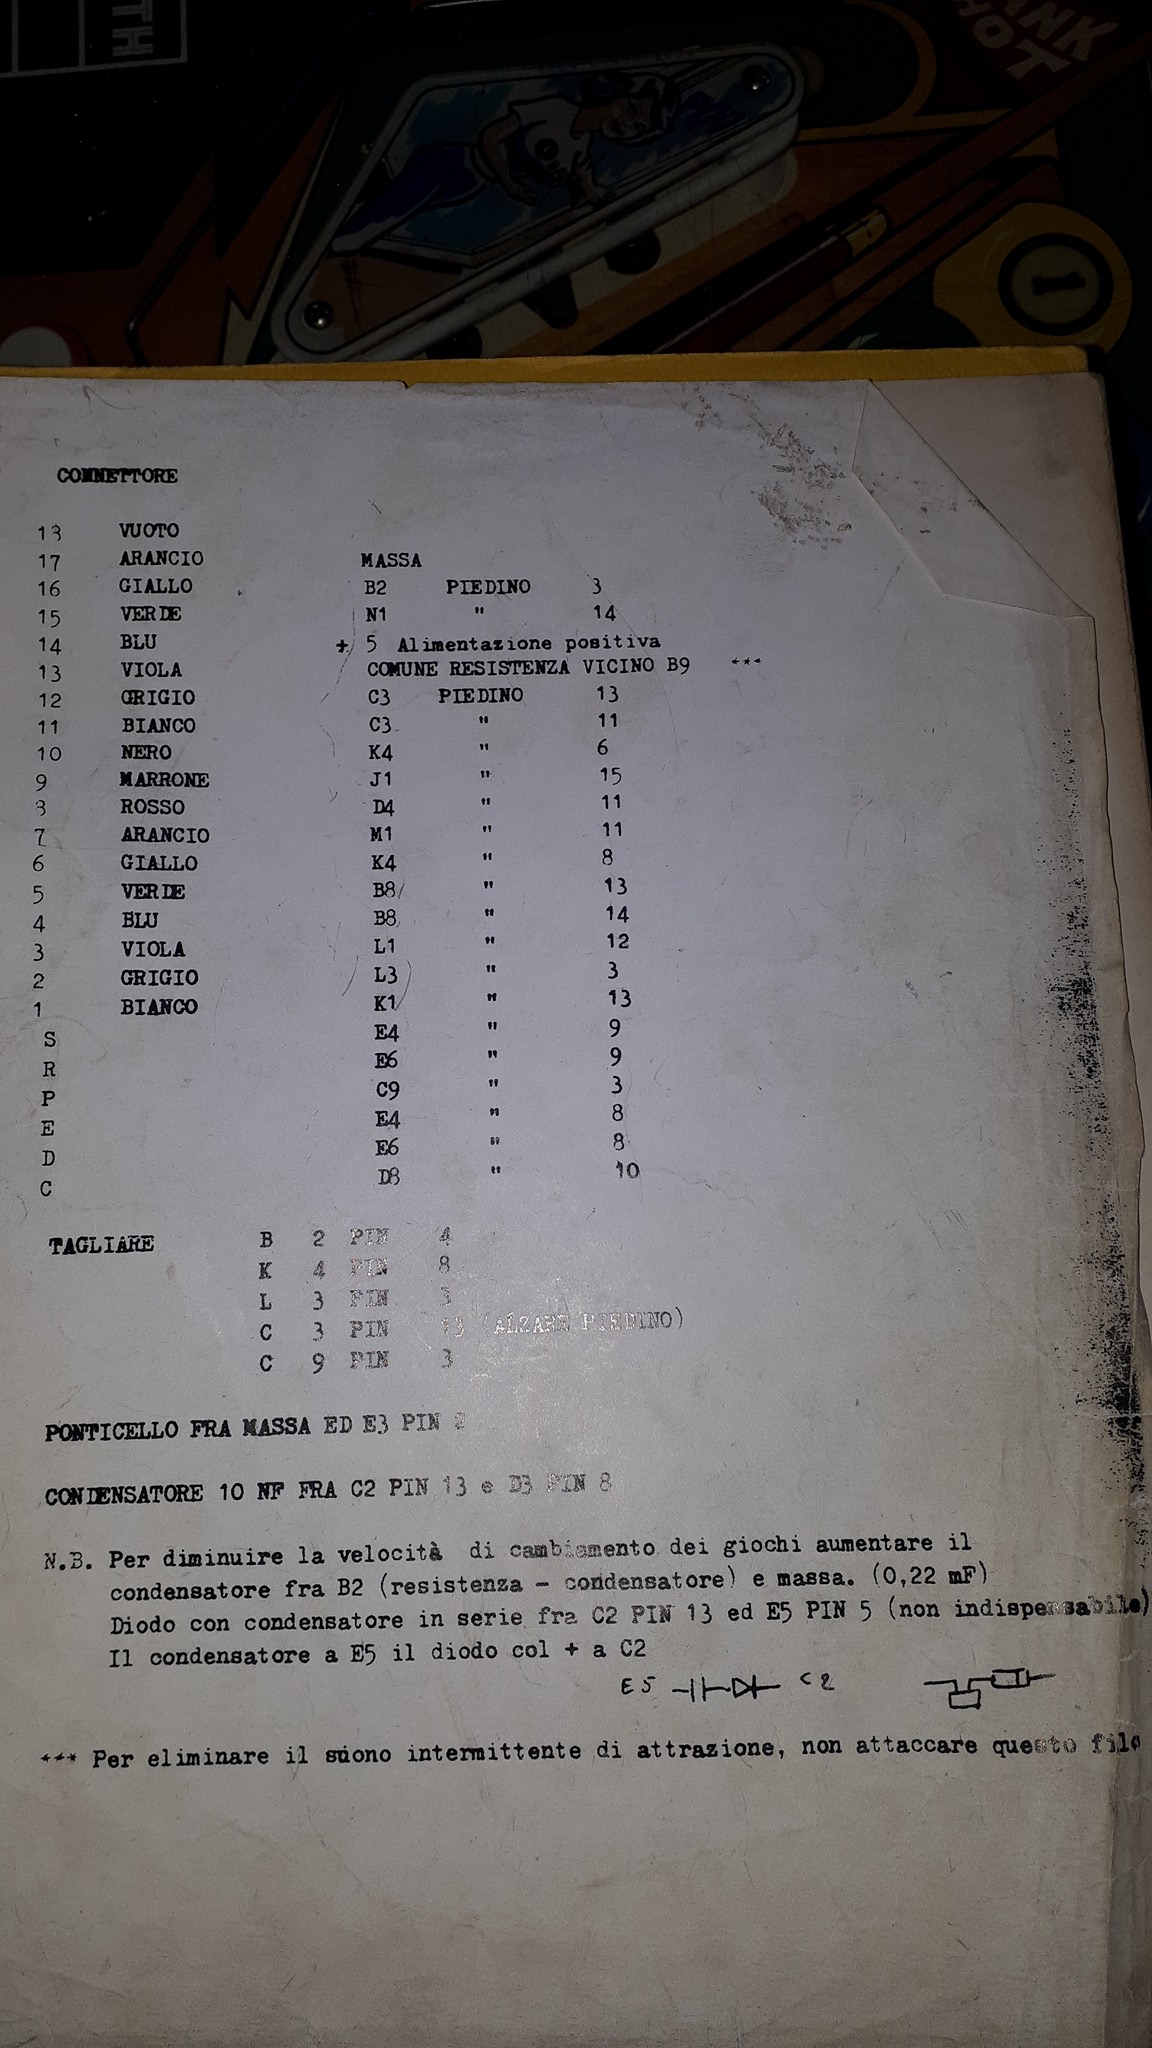 TH
NK
HOT
1
CONNETTORE
13 VUOTO
17 ARANCIO MASSA
16 GIALLO B2 PIEDINO 3
15 VERDE N1 " 14
14 BLU + 5 Alimentazione positiva
13 VIOLA COMUNE RESISTENZA VICINO B9 ***
12 GRIGIO C3 PIEDINO 13
11 BIANCO C3 " 11
10 NERO K4 " 6
9 MARRONE J1 " 15
8 ROSSO D4 " 11
7 ARANCIO M1 " 11
6 GIALLO K4 " 8
5 VERDE B8 " 13
4 BLU B8 " 14
3 VIOLA L1 " 12
2 GRIGIO L3 " 3
1 BIANCO K1 " 13
S E4 " 9
R E6 " 9
P C9 " 3
E E4 " 8
D E6 " 8
C D8 " 10
TAGLIARE B 2 PIN 4
K 4 PIN 8
L 3 PIN 3
C 3 PIN 13 (ALZARE PIEDINO)
C 9 PIN 3
PONTICELLO FRA MASSA ED E3 PIN 2
CONDENSATORE 10 NF FRA C2 PIN 13 e D3 PIN 8
N.B. Per diminuire la velocità di cambiamento dei giochi aumentare il
condensatore fra B2 (resistenza - condensatore) e massa. (0,22 mF)
Diodo con condensatore in serie fra C2 PIN 13 ed E5 PIN 5 (non indispensabile)
Il condensatore a E5 il diodo col + a C2
E5 C2
*** Per eliminare il suono intermittente di attrazione, non attaccare questo filo